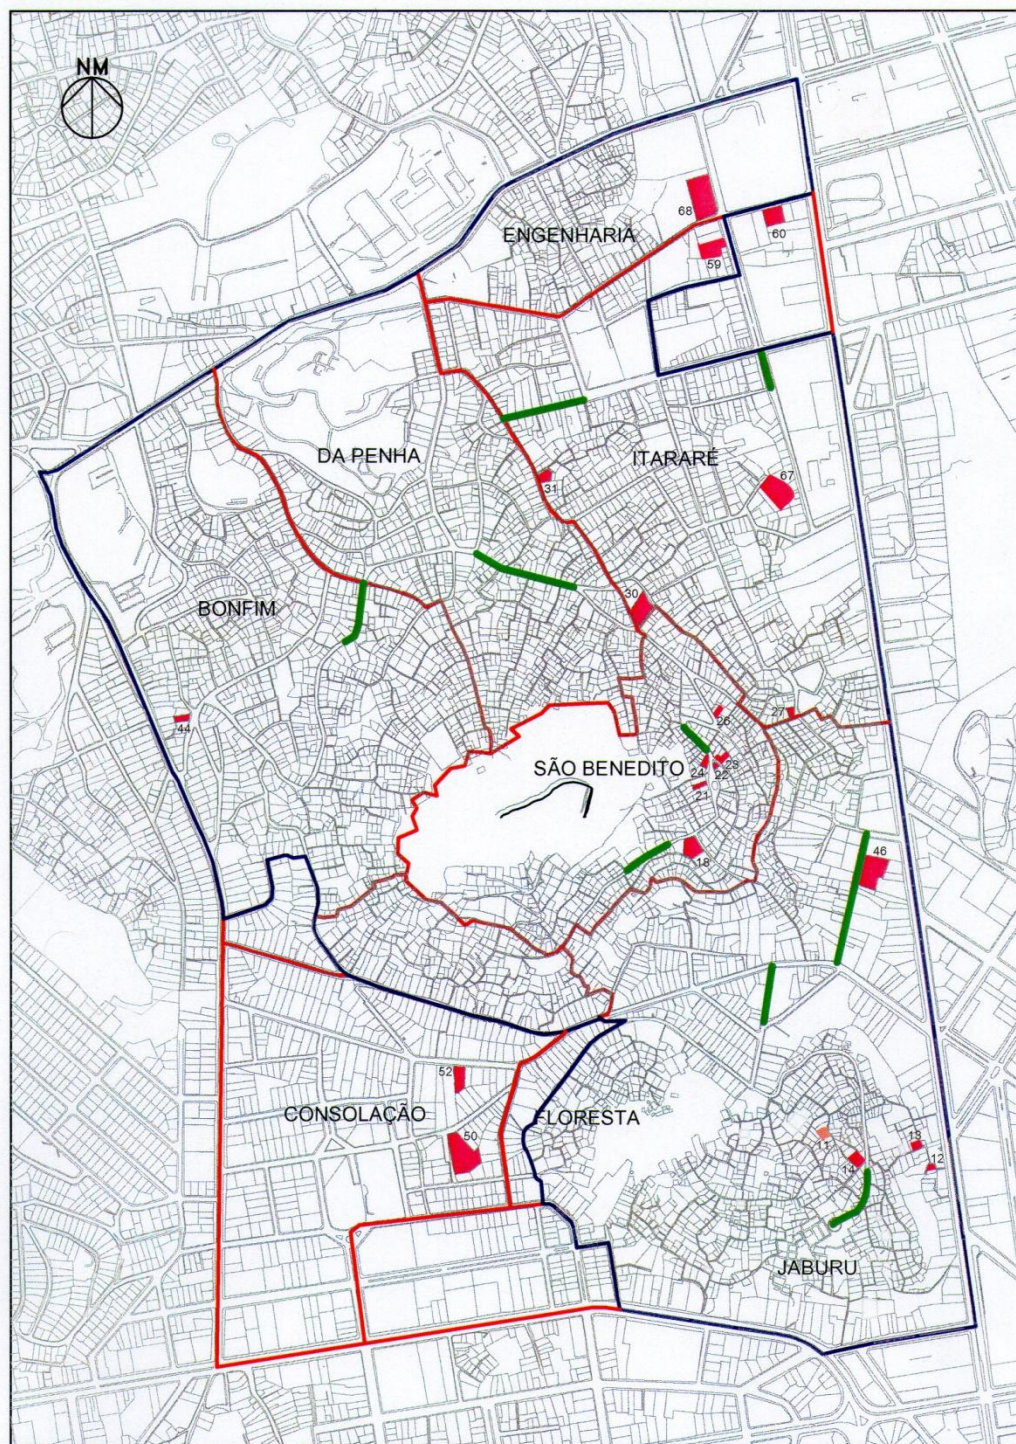 NM
68
60
ENGENHARIA
59
DA PENHA
ITARARÉ
31
67
30
BONFIM
26
27
44
SÃO BENEDITO
24
22
23
21
18
46
52
CONSOLAÇÃO
50
FLORESTA
11
13
14
12
JABURU